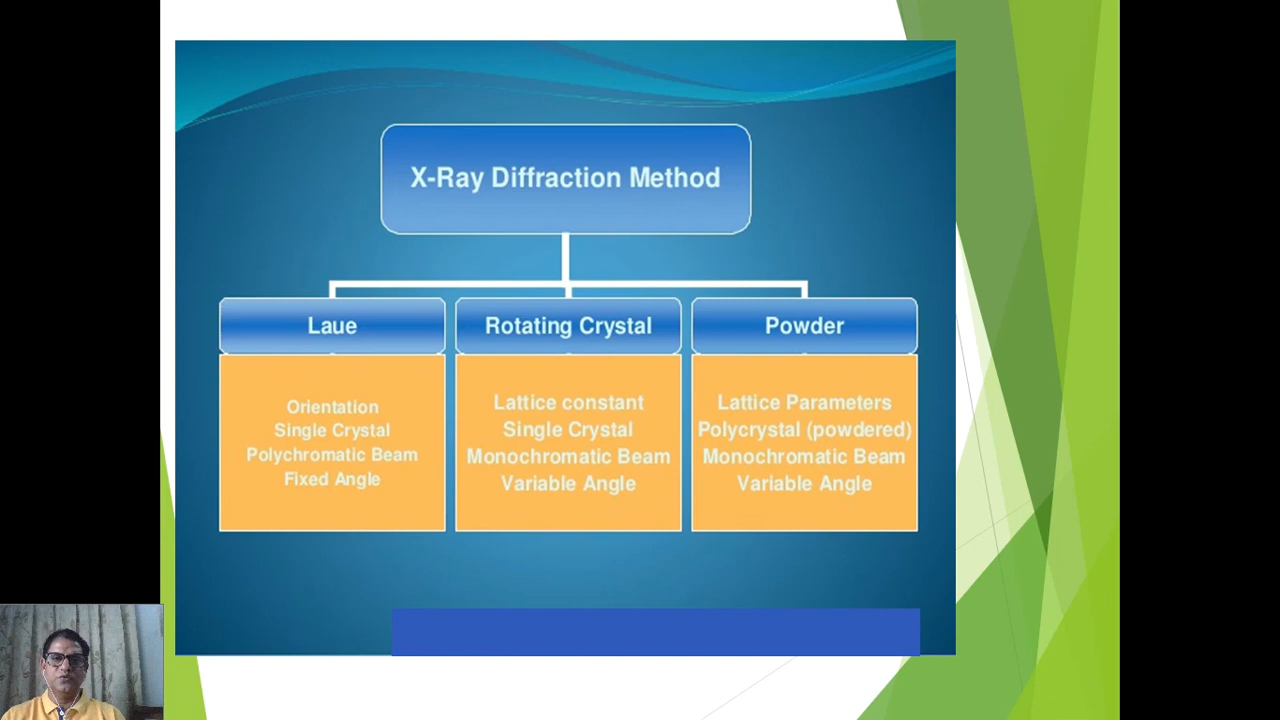 X-Ray Diffraction Method
Laue
Orientation
Single Crystal
Polychromatic Beam
Fixed Angle
Rotating Crystal
Lattice constant
Single Crystal
Monochromatic Beam
Variable Angle
Powder
Lattice Parameters
Polycrystal (powdered)
Monochromatic Beam
Variable Angle